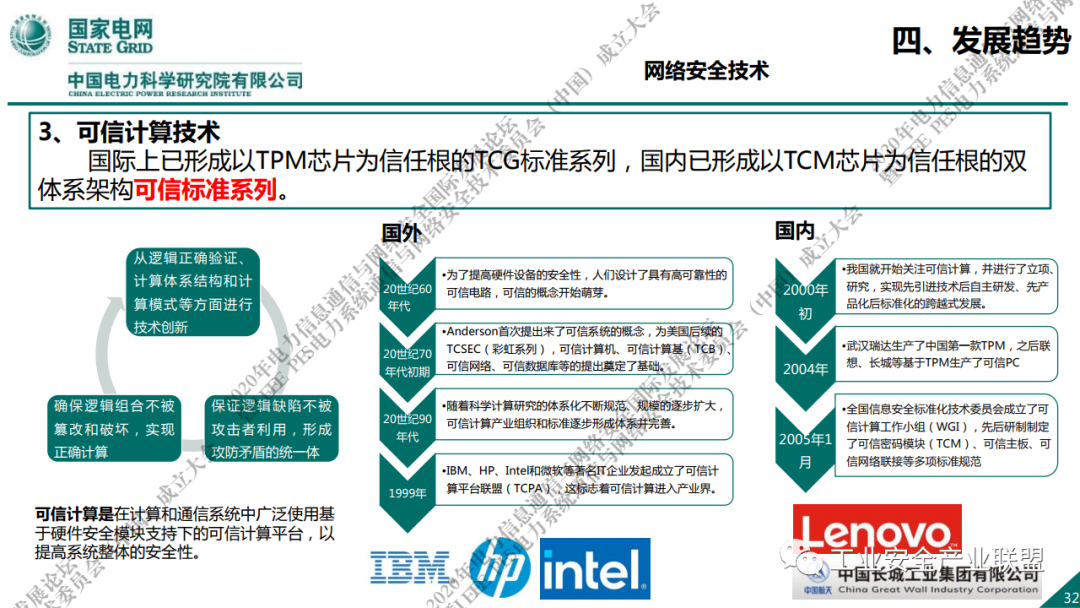 国家电网
STATE GRID
中国电力科学研究院有限公司
CHINA ELECTRIC POWER RESEARCH INSTITUTE
四、发展趋势
网络安全技术
3、可信计算技术
国际上已形成以TPM芯片为信任根的TCG标准系列，国内已形成以TCM芯片为信任根的双
体系架构可信标准系列。
从逻辑正确验证、
计算体系结构和计
算模式等方面进行
技术创新
确保逻辑组合不被
篡改和破坏，实现
正确计算
保证逻辑缺陷不被
攻击者利用，形成
攻防矛盾的统一体
可信计算是在计算和通信系统中广泛使用基
于硬件安全模块支持下的可信计算平台，以
提高系统整体的安全性。
国外
20世纪60
年代
•为了提高硬件设备的安全性，人们设计了具有高可靠性的
可信电路，可信的概念开始萌芽。
20世纪70
年代初期
•Anderson首次提出来了可信系统的概念，为美国后续的
TCSEC（彩虹系列），可信计算机、可信计算基（TCB）、
可信网络、可信数据库等的提出奠定了基础。
20世纪90
年代
•随着科学计算研究的体系化不断规范、规模的逐步扩大，
可信计算产业组织和标准逐步形成体系并完善。
1999年
•IBM、HP、Intel和微软等著名IT企业发起成立了可信计
算平台联盟（TCPA），这标志着可信计算进入产业界。
IBM
hp
intel
国内
2000年
初
•我国就开始关注可信计算，并进行了立项、
研究，实现先引进技术后自主研发、先产
品化后标准化的跨越式发展。
2004年
•武汉瑞达生产了中国第一款TPM，之后联
想、长城等基于TPM生产了可信PC
2005年1
月
•全国信息安全标准化技术委员会成立了可
信计算工作小组（WGI），先后研制制定
了可信密码模块（TCM）、可信主板、可
信网络联接等多项标准规范
Lenovo
工业安全产业联盟
中国航天
中国长城工业集团有限公司
China Great Wall Industry Corporation
32